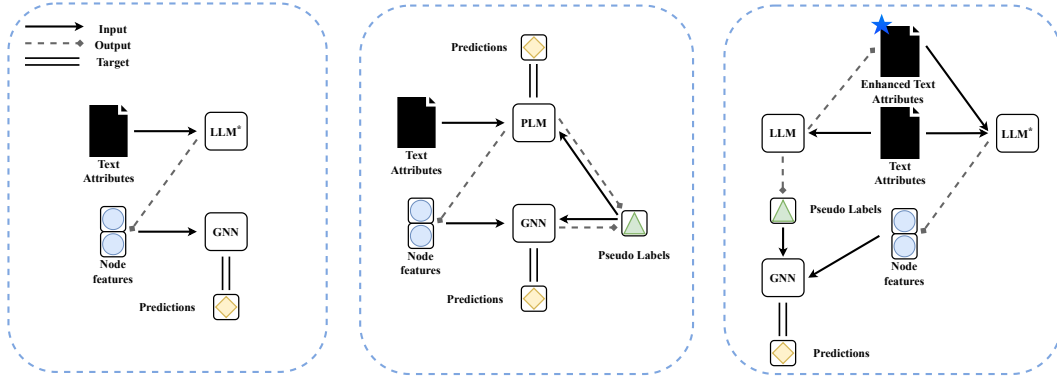 Input
Output
Target
LLM*
Text
Attributes
GNN
Node
features
Predictions
Predictions
PLM
Text
Attributes
GNN
Node
features
Pseudo Labels
Predictions
Enhanced Text
Attributes
LLM
LLM*
Text
Attributes
Pseudo Labels
GNN
Node
features
Predictions